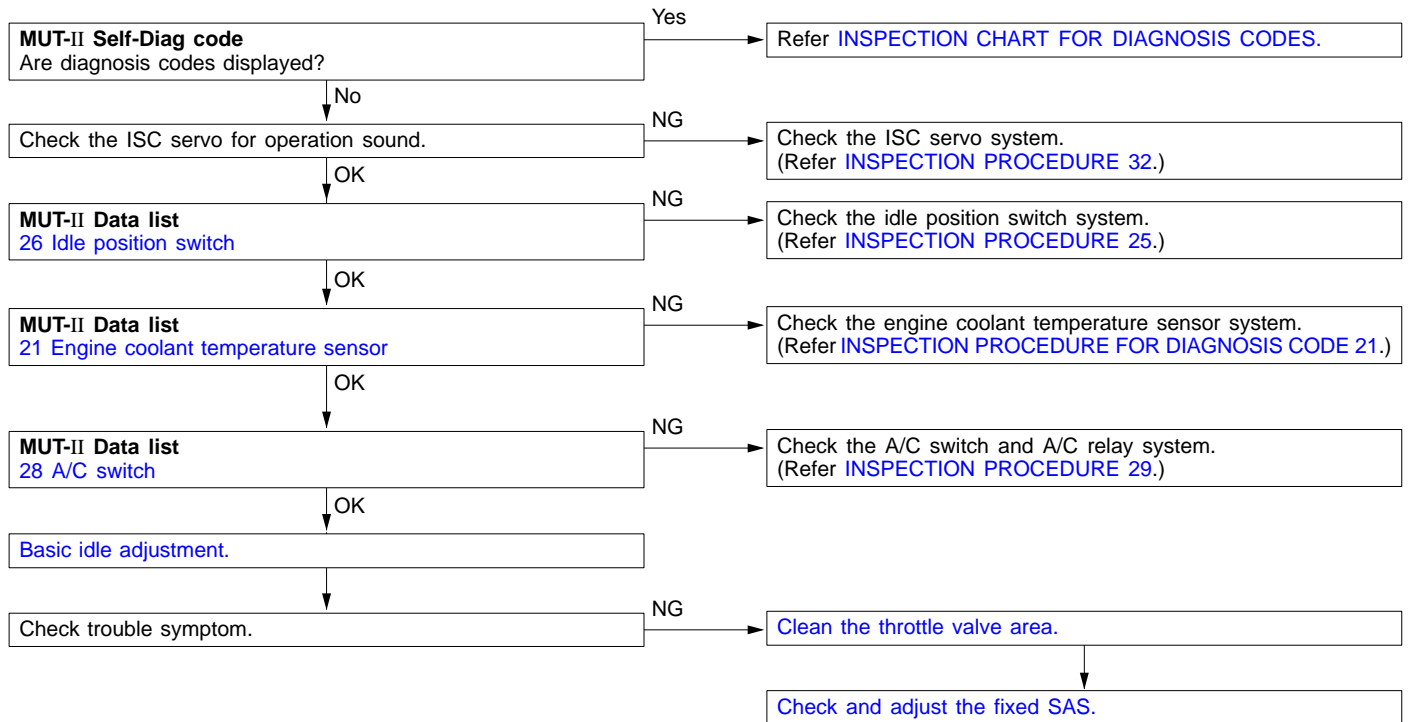 MUT-II Self-Diag code
Are diagnosis codes displayed?
Yes
Refer INSPECTION CHART FOR DIAGNOSIS CODES.
No
Check the ISC servo for operation sound.
NG
Check the ISC servo system.
(Refer INSPECTION PROCEDURE 32.)
OK
MUT-II Data list
26 Idle position switch
NG
Check the idle position switch system.
(Refer INSPECTION PROCEDURE 25.)
OK
MUT-II Data list
21 Engine coolant temperature sensor
NG
Check the engine coolant temperature sensor system.
(Refer INSPECTION PROCEDURE FOR DIAGNOSIS CODE 21.)
OK
MUT-II Data list
28 A/C switch
NG
Check the A/C switch and A/C relay system.
(Refer INSPECTION PROCEDURE 29.)
OK
Basic idle adjustment.
Check trouble symptom.
NG
Clean the throttle valve area.
Check and adjust the fixed SAS.